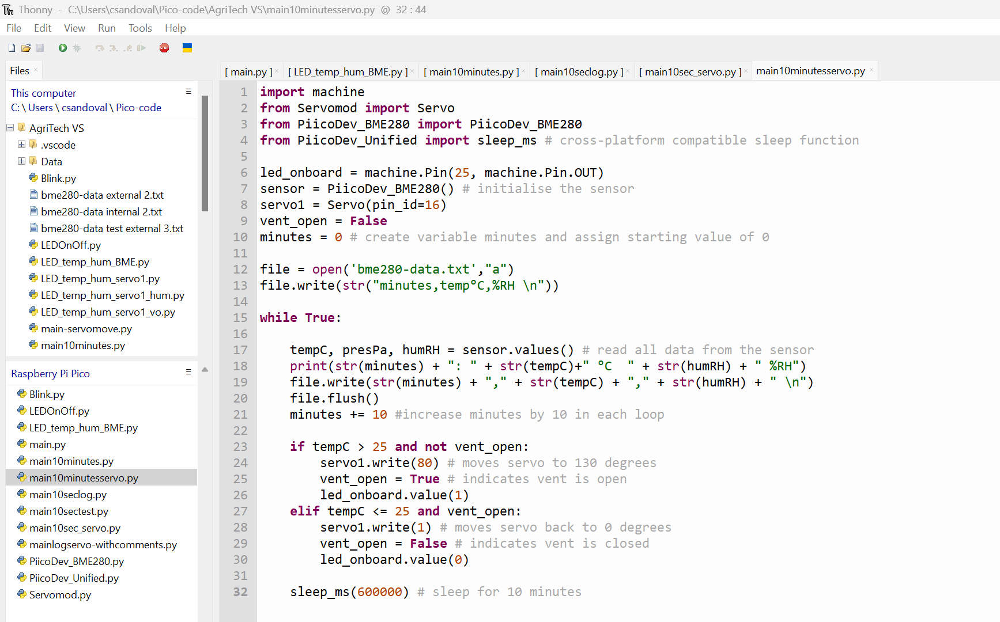 Thonny - C:\Users\csandoval\Pico-code\AgriTech VS\main10minutesservo.py @ 32 : 44
File Edit View Run Tools Help
STOP
Files ×
This computer
C: \ Users \ csandoval \ Pico-code
AgriTech VS
.vscode
Data
Blink.py
bme280-data external 2.txt
bme280-data internal 2.txt
bme280-data test external 3.txt
LEDOnOff.py
LED_temp_hum_BME.py
LED_temp_hum_servo1.py
LED_temp_hum_servo1_hum.py
LED_temp_hum_servo1_vo.py
main-servomove.py
main10minutes.py
Raspberry Pi Pico
Blink.py
LEDOnOff.py
LED_temp_hum_BME.py
main.py
main10minutes.py
main10minutesservo.py
main10seclog.py
main10sectest.py
main10sec_servo.py
mainlogservo-withcomments.py
PiicoDev_BME280.py
PiicoDev_Unified.py
Servomod.py
[ main.py ] × [ LED_temp_hum_BME.py ] × [ main10minutes.py ] × [ main10seclog.py ] × [ main10sec_servo.py ] × main10minutesservo.py ×
1 import machine
2 from Servomod import Servo
3 from PiicoDev_BME280 import PiicoDev_BME280
4 from PiicoDev_Unified import sleep_ms # cross-platform compatible sleep function
5
6 led_onboard = machine.Pin(25, machine.Pin.OUT)
7 sensor = PiicoDev_BME280() # initialise the sensor
8 servo1 = Servo(pin_id=16)
9 vent_open = False
10 minutes = 0 # create variable minutes and assign starting value of 0
11
12 file = open('bme280-data.txt',"a")
13 file.write(str("minutes,temp°C,%RH \n"))
14
15 while True:
16
17     tempC, presPa, humRH = sensor.values() # read all data from the sensor
18     print(str(minutes) + ": " + str(tempC)+" °C  " + str(humRH) + " %RH")
19     file.write(str(minutes) + "," + str(tempC) + "," + str(humRH) + " \n")
20     file.flush()
21     minutes += 10 #increase minutes by 10 in each loop
22
23     if tempC > 25 and not vent_open:
24         servo1.write(80) # moves servo to 130 degrees
25         vent_open = True # indicates vent is open
26         led_onboard.value(1)
27     elif tempC <= 25 and vent_open:
28         servo1.write(1) # moves servo back to 0 degrees
29         vent_open = False # indicates vent is closed
30         led_onboard.value(0)
31
32     sleep_ms(600000) # sleep for 10 minutes